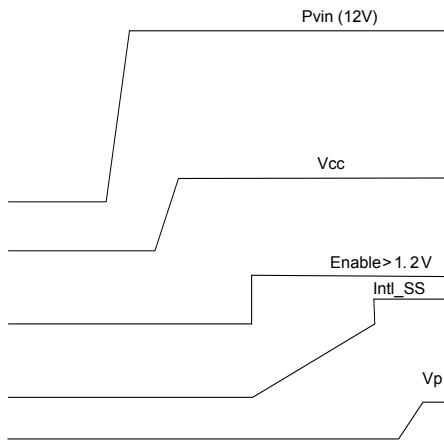 Pvin (12V)
Vcc
Enable>1.2V
Intl_SS
Vp